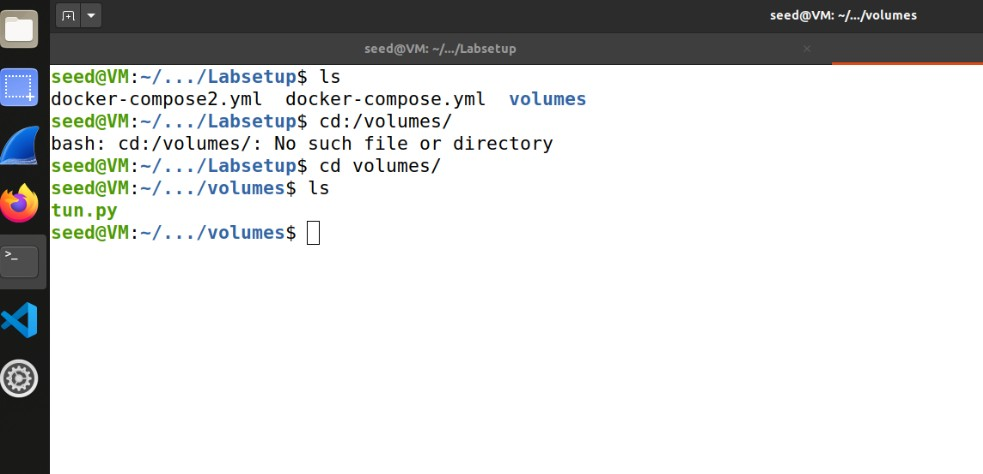 seed@VM: ~/.../volumes
seed@VM: ~/.../Labsetup
seed@VM:~/.../Labsetup$ ls
docker-compose2.yml  docker-compose.yml  volumes
seed@VM:~/.../Labsetup$ cd:/volumes/
bash: cd:/volumes/: No such file or directory
seed@VM:~/.../Labsetup$ cd volumes/
seed@VM:~/.../volumes$ ls
tun.py
seed@VM:~/.../volumes$